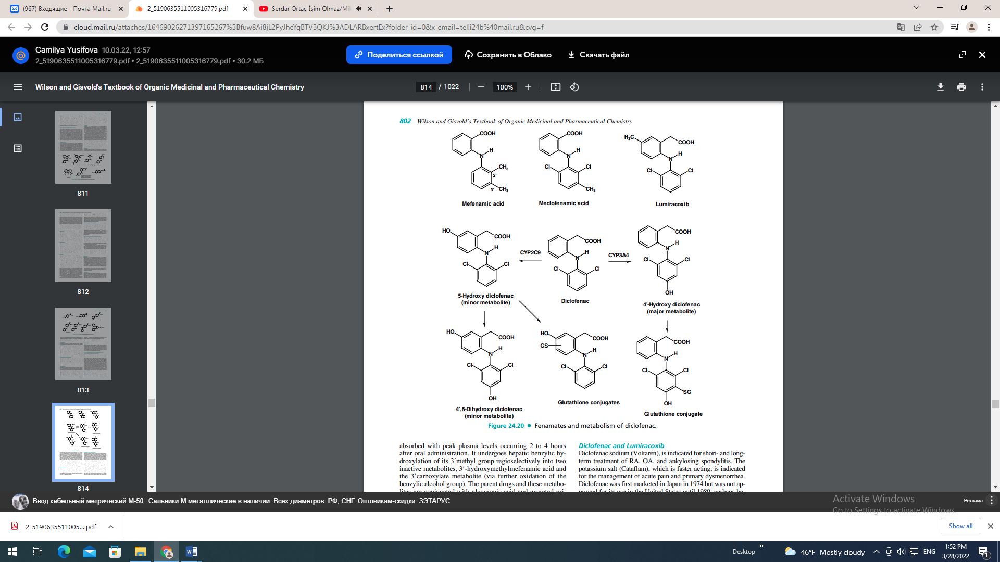 (967) Входящие - Почта Mail.ru
2_5190635511005316779.pdf
Serdar Ortaç-İşim Olmaz/Mi
cloud.mail.ru/attaches/16469026271397165267%3Bfuw8Ai8jL2PyJhcYqBTV3QKJ%3ADLARBxertEx?folder-id=0&x-email=telli24b%40mail.ru&cvg=f
Camilya Yusifova 10.03.22, 12:57
2_5190635511005316779.pdf • 2_5190635511005316779.pdf • 30.2 МБ
Поделиться ссылкой
Сохранить в Облако
Скачать файл
Wilson and Gisvold's Textbook of Organic Medicinal and Pharmaceutical Chemistry
814 / 1022
100%
811
812
813
814
802 Wilson and Gisvold's Textbook of Organic Medicinal and Pharmaceutical Chemistry
COOH
N H
CH3
2'
3' CH3
Mefenamic acid
COOH
N H
Cl Cl
CH3
Meclofenamic acid
H3C
COOH
N H
Cl Cl
Lumiracoxib
HO
COOH
N H
Cl Cl
5-Hydroxy diclofenac
(minor metabolite)
CYP2C9
COOH
N H
Cl Cl
Diclofenac
CYP3A4
COOH
N H
Cl Cl
OH
4'-Hydroxy diclofenac
(major metabolite)
HO
COOH
N H
Cl Cl
OH
4',5-Dihydroxy diclofenac
(minor metabolite)
HO
GS
COOH
N H
Cl Cl
Glutathione conjugates
COOH
N H
Cl Cl
SG
OH
Glutathione conjugate
Figure 24.20 • Fenamates and metabolism of diclofenac.
absorbed with peak plasma levels occurring 2 to 4 hours
after oral administration. It undergoes hepatic benzylic hy-
droxylation of its 3′methyl group regioselectively into two
inactive metabolites, 3′-hydroxymethylmefenamic acid and
the 3′carboxylate metabolite (via further oxidation of the
benzylic alcohol group). The parent drugs and these metabo-
lites are conjugated with glucuronic acid and excreted pri-
Diclofenac and Lumiracoxib
Diclofenac sodium (Voltaren), is indicated for short- and long-
term treatment of RA, OA, and ankylosing spondylitis. The
potassium salt (Cataflam), which is faster acting, is indicated
for the management of acute pain and primary dysmenorrhea.
Diclofenac was first marketed in Japan in 1974 but was not ap-
proved for its use in the United States until 1989, perhaps be-
Ввод кабельный метрический М-50 Сальники М металлические в наличии. Всех диаметров. РФ, СНГ. Оптовикам-скидки. ЗЭТАРУС
Реклама
Activate Windows
Go to Settings to activate Windows.
2_5190635511005....pdf
Show all
Desktop
46°F Mostly cloudy
ENG
1:52 PM
3/28/2022
1